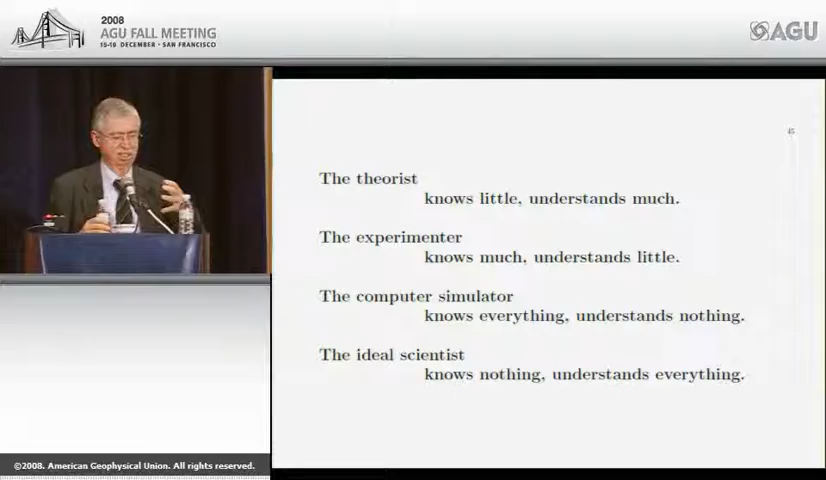 2008
AGU FALL MEETING
15-19 DECEMBER • SAN FRANCISCO
AGU
45
The theorist
knows little, understands much.
The experimenter
knows much, understands little.
The computer simulator
knows everything, understands nothing.
The ideal scientist
knows nothing, understands everything.
©2008. American Geophysical Union. All rights reserved.